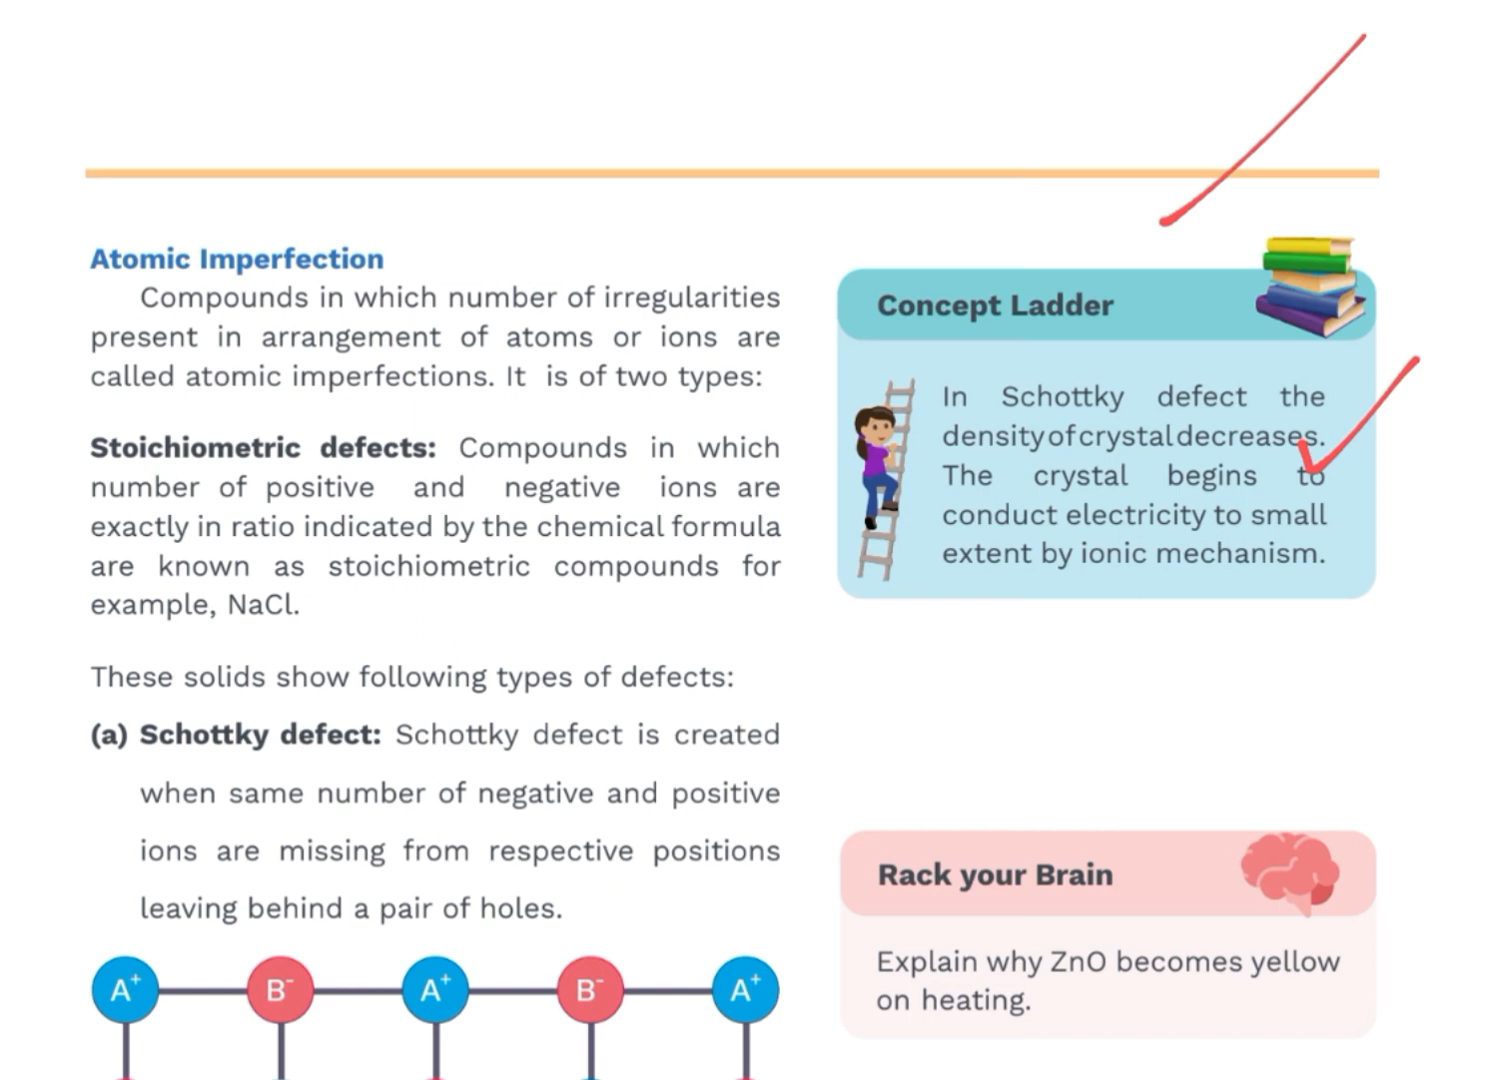 Atomic Imperfection
Compounds in which number of irregularities
present in arrangement of atoms or ions are
called atomic imperfections. It is of two types:
Stoichiometric defects: Compounds in which
number of positive and negative ions are
exactly in ratio indicated by the chemical formula
are known as stoichiometric compounds for
example, NaCl.
These solids show following types of defects:
(a) Schottky defect: Schottky defect is created
when same number of negative and positive
ions are missing from respective positions
leaving behind a pair of holes.
A⁺ B⁻ A⁺ B⁻ A⁺
Concept Ladder
In Schottky defect the
density of crystal decreases.
The crystal begins to
conduct electricity to small
extent by ionic mechanism.
Rack your Brain
Explain why ZnO becomes yellow
on heating.